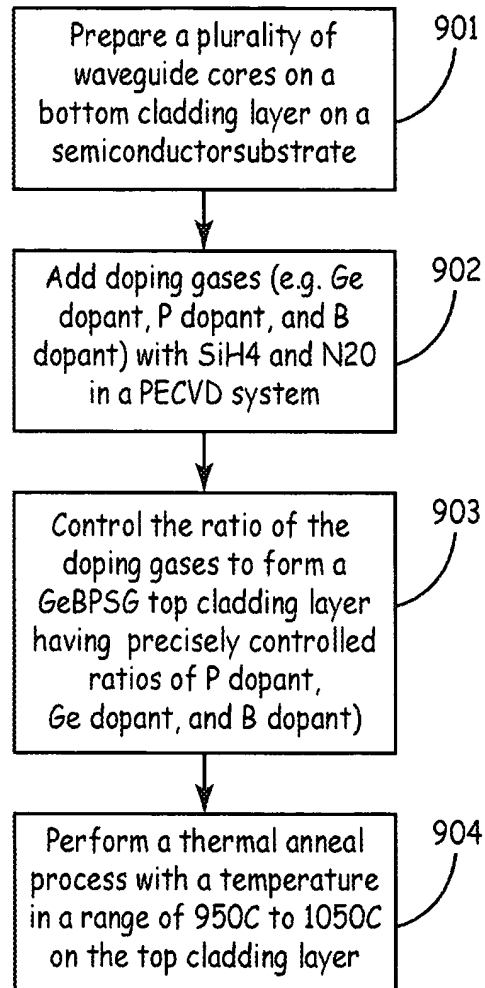 Prepare a plurality of
waveguide cores on a
bottom cladding layer on a
semiconductorsubstrate
901
Add doping gases (e.g. Ge
dopant, P dopant, and B
dopant) with SiH4 and N2O
in a PECVD system
902
Control the ratio of the
doping gases to form a
GeBPSG top cladding layer
having precisely controlled
ratios of P dopant,
Ge dopant, and B dopant)
903
Perform a thermal anneal
process with a temperature
in a range of 950C to 1050C
on the top cladding layer
904